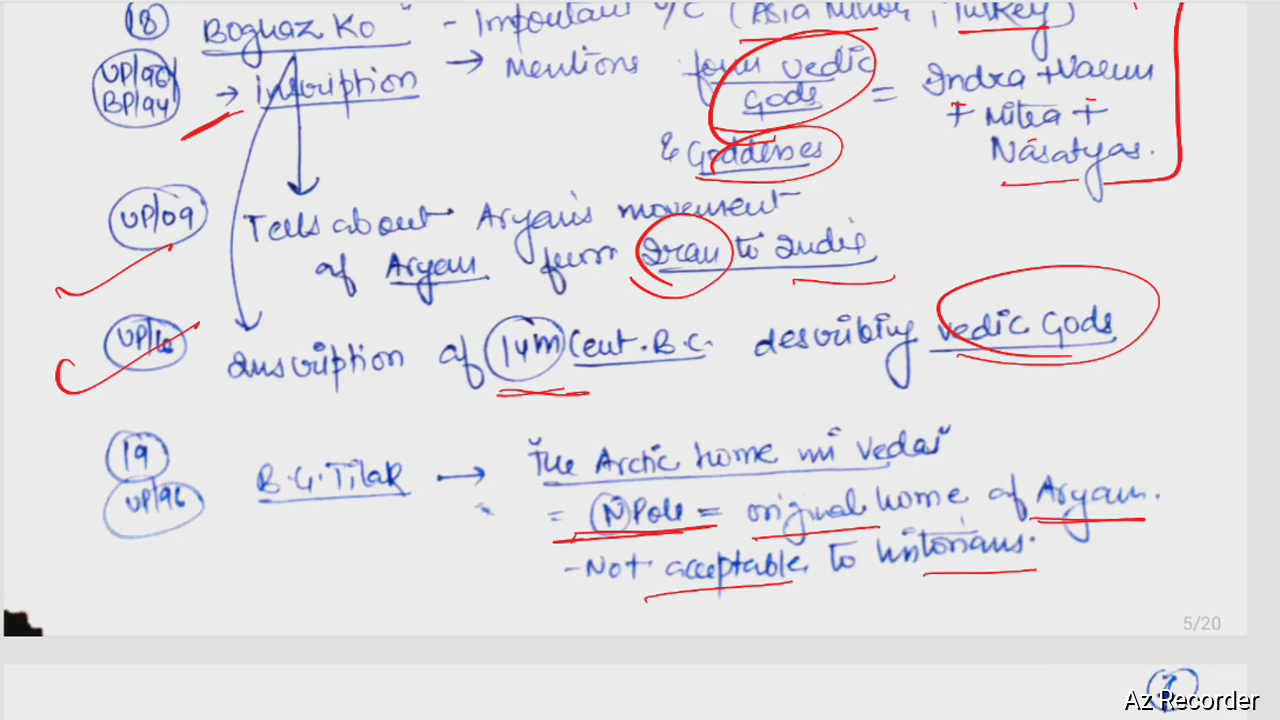 18 Boghaz Ko" - Important (Asia Minor, Turkey)
UP/90 BP/94 → inscription → Mentions four vedic Gods = Indra + Varun
& Goddesses + Mitra + Nasatyas.
UP/09 Tells about Aryan's movement
of Aryan from Iran to India
UP/16 inscription of 14th Cent. B.C. describing vedic Gods
19
UP/96 B.G. Tilak → "The Arctic home in Vedas"
= N Pole = original home of Aryan.
- Not acceptable to historians.
5/20
Az Recorder